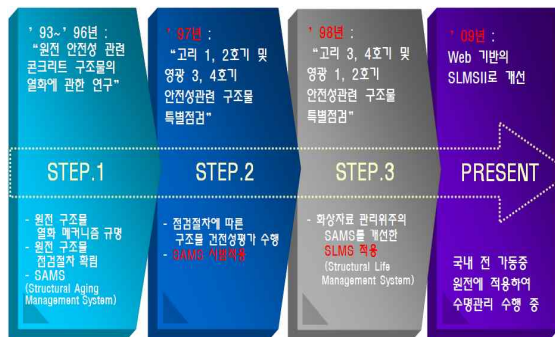 ’93~’96년 :
“원전 안전성 관련
콘크리트 구조물의
열화에 관한 연구”
STEP.1
- 원전 구조물
열화 메커니즘 규명
- 원전 구조물
점검절차 확립
- SAMS
(Structural Aging
Management System)
’97년 :
“고리 1, 2호기 및
영광 3, 4호기
안전성관련 구조물
특별점검”
STEP.2
- 점검절차에 따른
구조물 건전성평가 수행
- SAMS 시범적용
’98년 :
“고리 3, 4호기 및
영광 1, 2호기
안전성관련 구조물
특별점검”
STEP.3
- 화상자료 관리위주의
SAMS를 개선한
SLMS 적용
(Structural Life
Management System)
’09년 :
Web 기반의
SLMSII로 개선
PRESENT
국내 전 가동중
원전에 적용하여
수명관리 수행 중